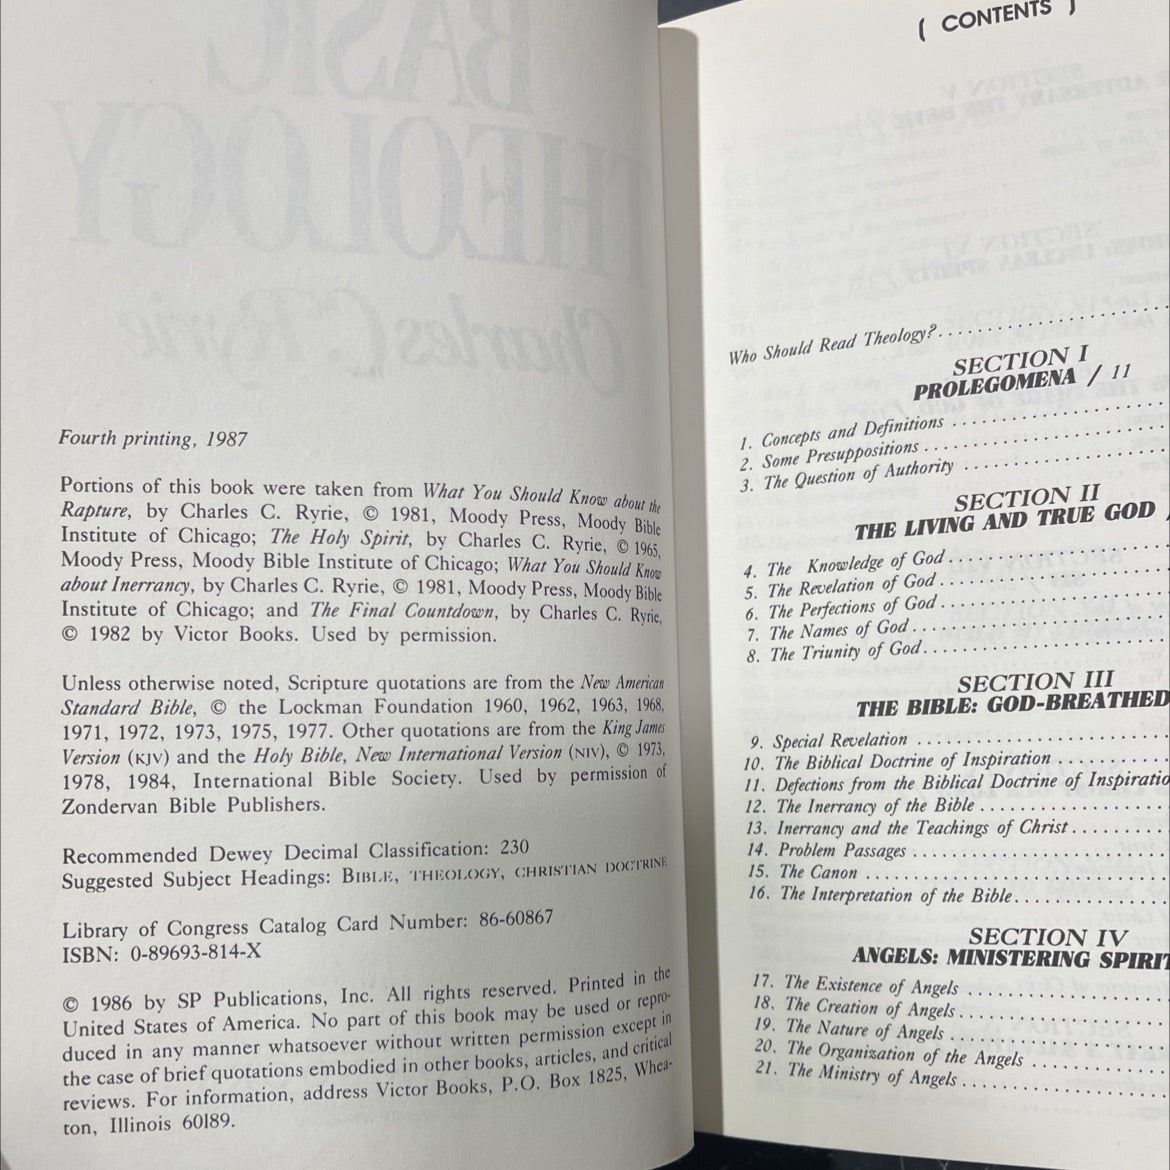 Fourth printing, 1987
Portions of this book were taken from What You Should Know about the
Rapture, by Charles C. Ryrie, © 1981, Moody Press, Moody Bible
Institute of Chicago; The Holy Spirit, by Charles C. Ryrie, © 1965,
Moody Press, Moody Bible Institute of Chicago; What You Should Know
about Inerrancy, by Charles C. Ryrie, © 1981, Moody Press, Moody Bible
Institute of Chicago; and The Final Countdown, by Charles C. Ryrie,
© 1982 by Victor Books. Used by permission.
Unless otherwise noted, Scripture quotations are from the New American
Standard Bible, © the Lockman Foundation 1960, 1962, 1963, 1968,
1971, 1972, 1973, 1975, 1977. Other quotations are from the King James
Version (KJV) and the Holy Bible, New International Version (NIV), © 1973,
1978, 1984, International Bible Society. Used by permission of
Zondervan Bible Publishers.
Recommended Dewey Decimal Classification: 230
Suggested Subject Headings: BIBLE, THEOLOGY, CHRISTIAN DOCTRINE
Library of Congress Catalog Card Number: 86-60867
ISBN: 0-89693-814-X
© 1986 by SP Publications, Inc. All rights reserved. Printed in the
United States of America. No part of this book may be used or repro-
duced in any manner whatsoever without written permission except in
the case of brief quotations embodied in other books, articles, and critical
reviews. For information, address Victor Books, P.O. Box 1825, Whea-
ton, Illinois 60189.
( CONTENTS )
Who Should Read Theology?
SECTION I
PROLEGOMENA / 11
1. Concepts and Definitions
2. Some Presuppositions
3. The Question of Authority
SECTION II
THE LIVING AND TRUE GOD /
4. The Knowledge of God
5. The Revelation of God
6. The Perfections of God
7. The Names of God
8. The Triunity of God
SECTION III
THE BIBLE: GOD-BREATHED
9. Special Revelation
10. The Biblical Doctrine of Inspiration
11. Defections from the Biblical Doctrine of Inspiratio
12. The Inerrancy of the Bible
13. Inerrancy and the Teachings of Christ
14. Problem Passages
15. The Canon
16. The Interpretation of the Bible
SECTION IV
ANGELS: MINISTERING SPIRIT
17. The Existence of Angels
18. The Creation of Angels
19. The Nature of Angels
20. The Organization of the Angels
21. The Ministry of Angels